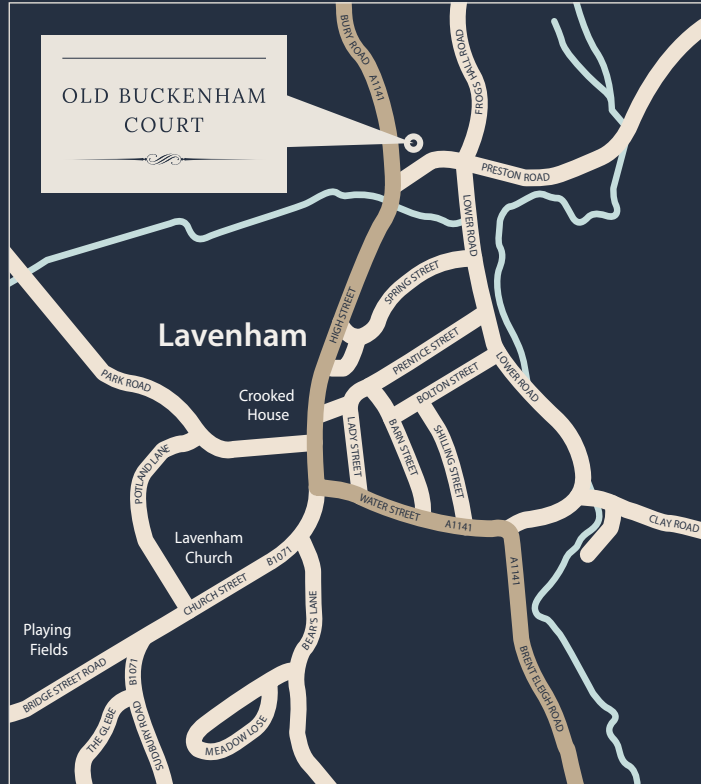 OLD BUCKENHAM
COURT
BURY ROAD
A1141
FROGS HALL ROAD
PRESTON ROAD
LOWER ROAD
SPRING STREET
HIGH STREET
Lavenham
PRENTICE STREET
BOLTON STREET
LOWER ROAD
PARK ROAD
Crooked
House
LADY STREET
BARN STREET
SHILLING STREET
POTLAND LANE
WATER STREET
A1141
CLAY ROAD
Lavenham
Church
B1071
CHURCH STREET
A1141
BEAR'S LANE
Playing
Fields
BRIDGE STREET ROAD
B1071
BRENT ELEIGH ROAD
THE GLEBE
SUDBURY ROAD
MEADOW LOSE